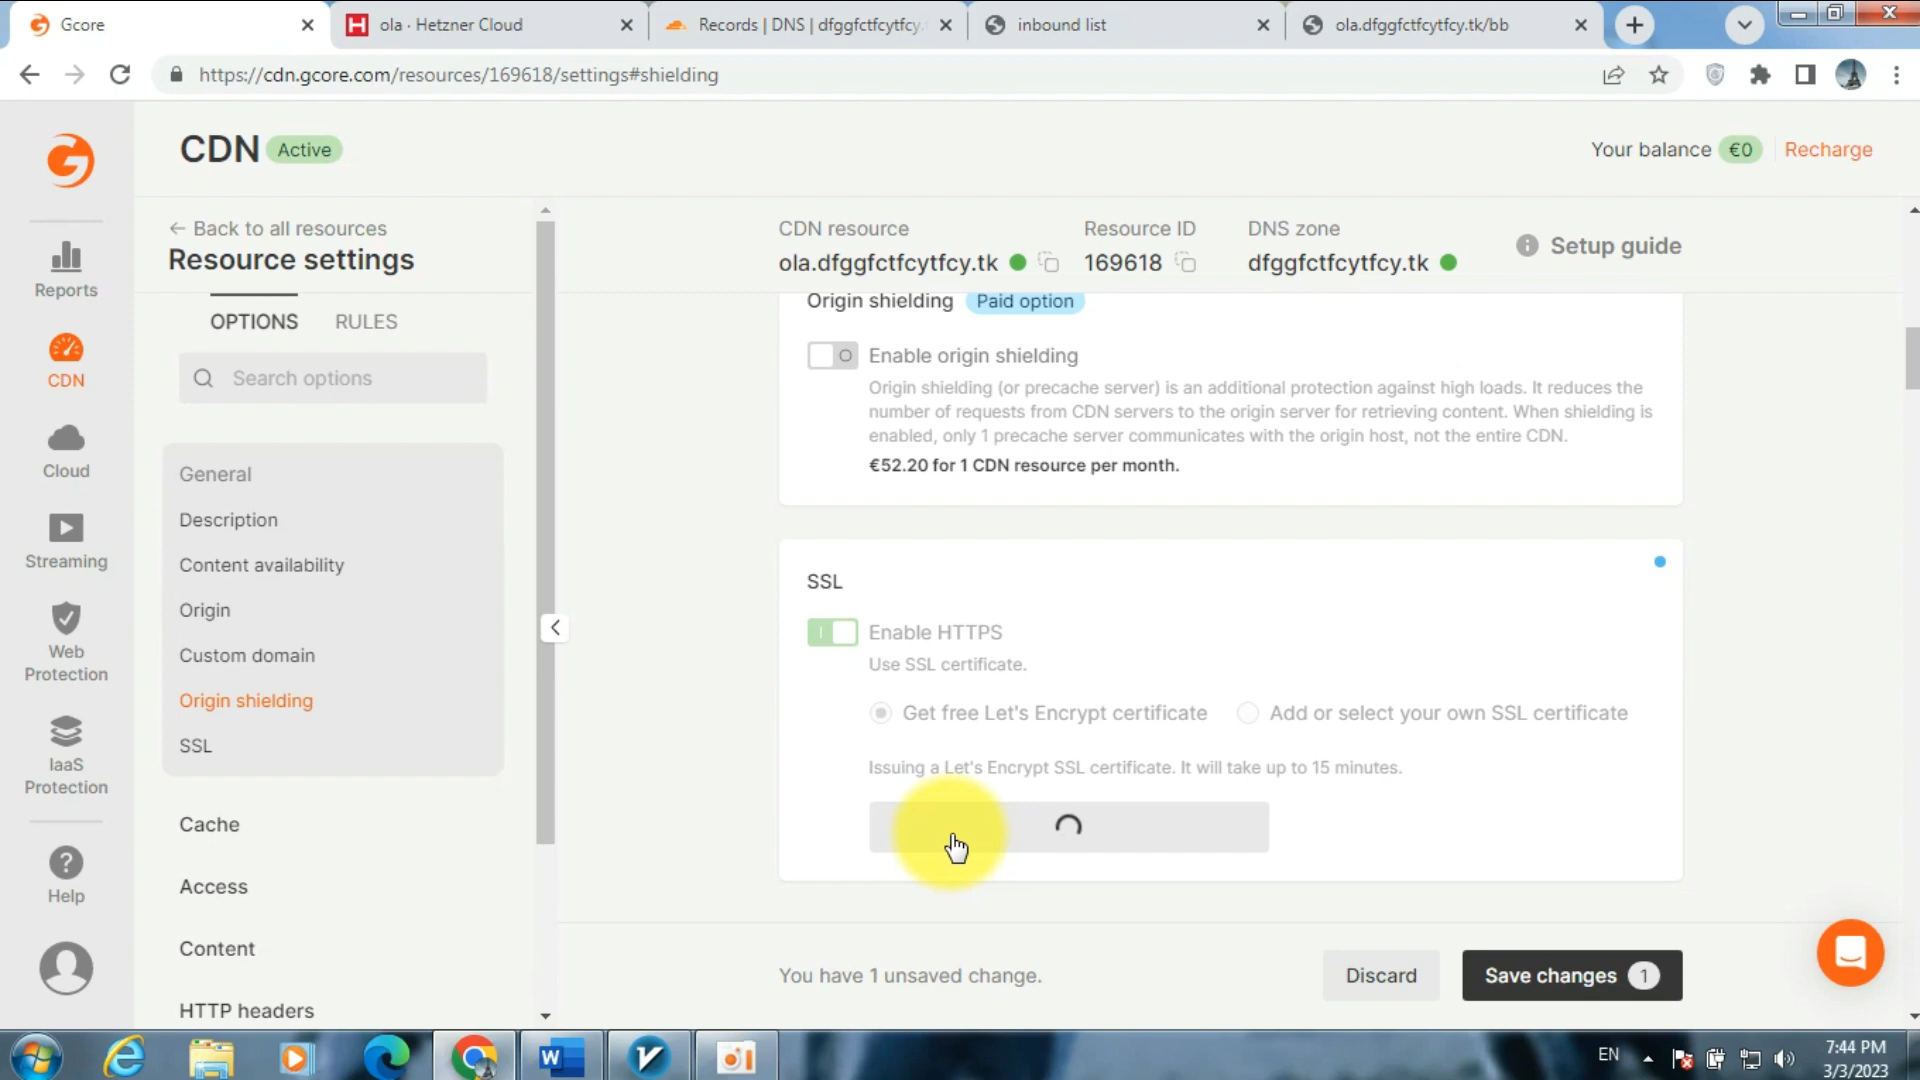 Gcore
ola · Hetzner Cloud
Records | DNS | dfggfctfcytfcy.
inbound list
ola.dfggfctfcytfcy.tk/bb
https://cdn.gcore.com/resources/169618/settings#shielding
CDN Active
Your balance €0 Recharge
← Back to all resources
Resource settings
CDN resource
ola.dfggfctfcytfcy.tk
Resource ID
169618
DNS zone
dfggfctfcytfcy.tk
Setup guide
Reports
CDN
Cloud
Streaming
Web
Protection
IaaS
Protection
Help
OPTIONS RULES
Search options
General
Description
Content availability
Origin
Custom domain
Origin shielding
SSL
Cache
Access
Content
HTTP headers
Origin shielding Paid option
Enable origin shielding
Origin shielding (or precache server) is an additional protection against high loads. It reduces the
number of requests from CDN servers to the origin server for retrieving content. When shielding is
enabled, only 1 precache server communicates with the origin host, not the entire CDN.
€52.20 for 1 CDN resource per month.
SSL
Enable HTTPS
Use SSL certificate.
Get free Let's Encrypt certificate Add or select your own SSL certificate
Issuing a Let's Encrypt SSL certificate. It will take up to 15 minutes.
You have 1 unsaved change.
Discard
Save changes 1
EN
7:44 PM
3/3/2023